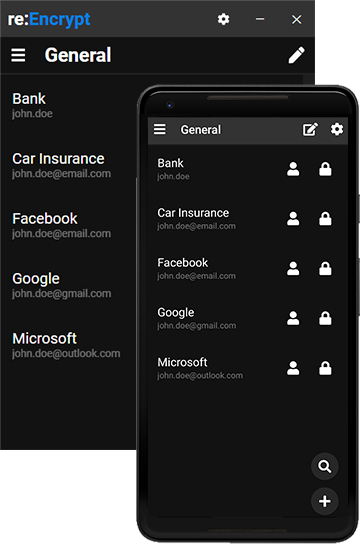 re:Encrypt
General
Bank
john.doe
Car Insurance
john.doe@email.com
Facebook
john.doe@email.com
Google
john.doe@gmail.com
Microsoft
john.doe@outlook.com
General
Bank
john.doe
Car Insurance
john.doe@email.com
Facebook
john.doe@email.com
Google
john.doe@gmail.com
Microsoft
john.doe@outlook.com